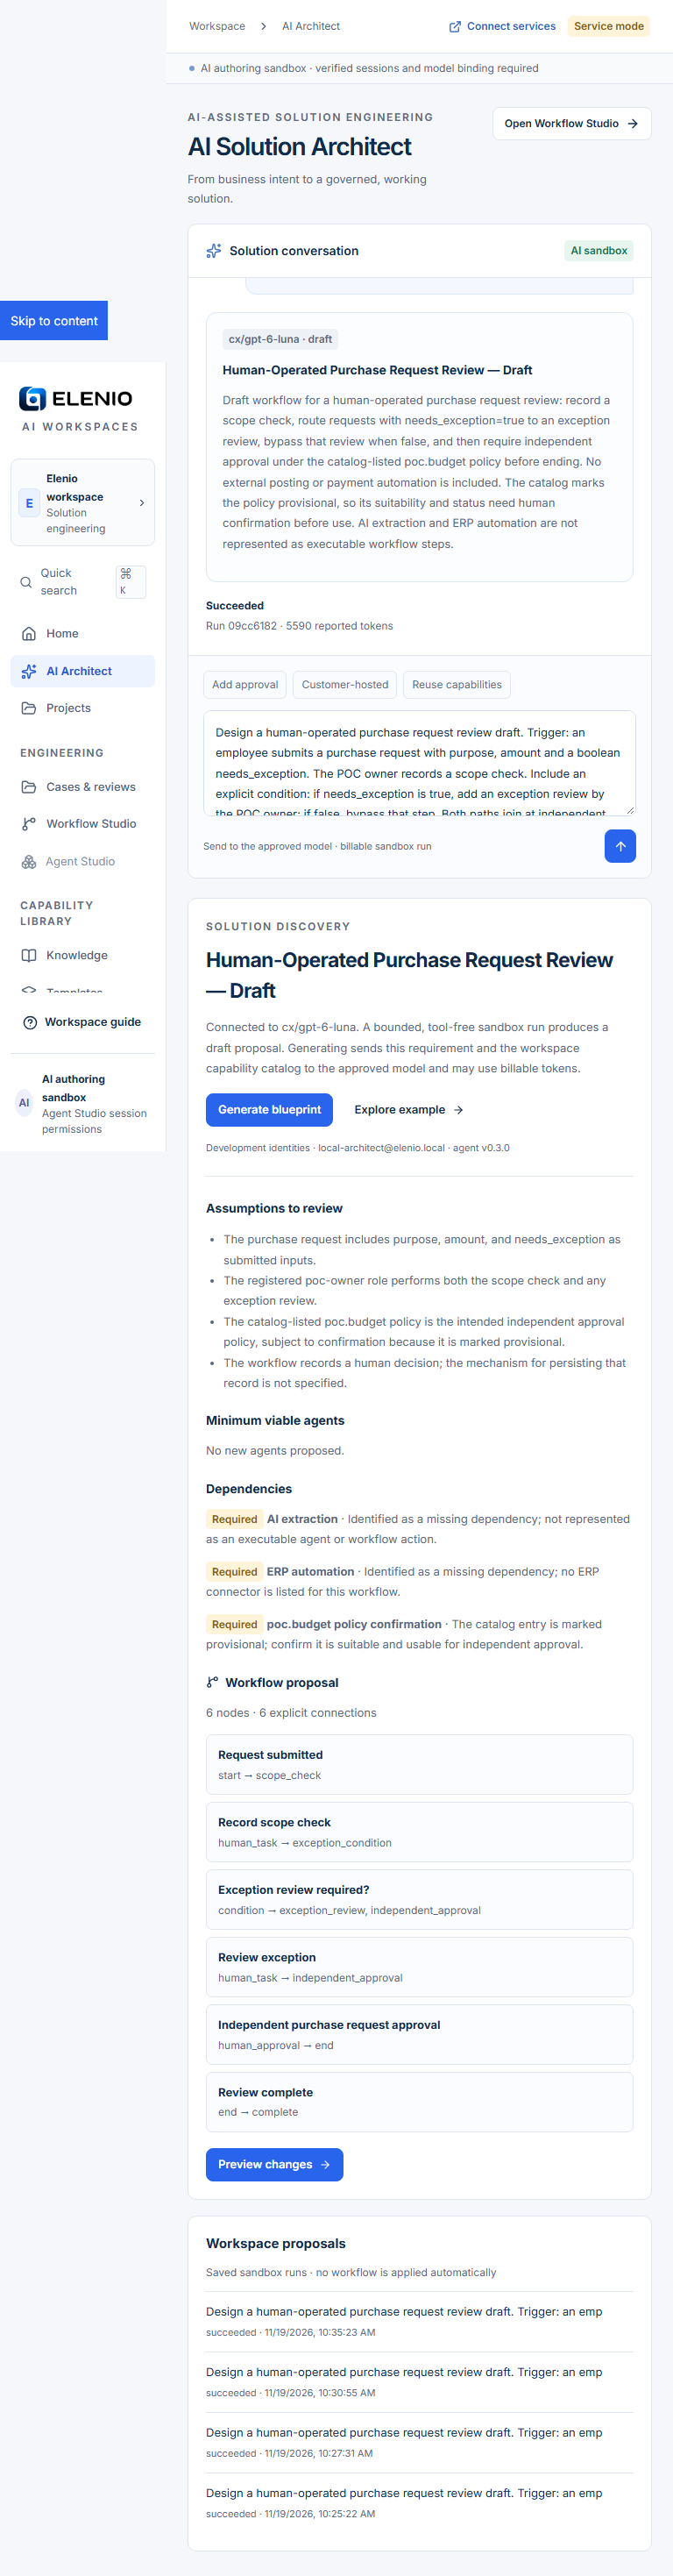 Workspace > AI Architect
Connect services
Service mode
AI authoring sandbox · verified sessions and model binding required
AI-ASSISTED SOLUTION ENGINEERING
AI Solution Architect
From business intent to a governed, working
solution.
Open Workflow Studio →
Solution conversation
AI sandbox
cx/gpt-6-luna · draft
Human-Operated Purchase Request Review — Draft
Draft workflow for a human-operated purchase request review: record a
scope check, route requests with needs_exception=true to an exception
review, bypass that review when false, and then require independent
approval under the catalog-listed poc.budget policy before ending. No
external posting or payment automation is included. The catalog marks
the policy provisional, so its suitability and status need human
confirmation before use. AI extraction and ERP automation are not
represented as executable workflow steps.
Succeeded
Run 09cc6182 · 5590 reported tokens
Add approval
Customer-hosted
Reuse capabilities
Design a human-operated purchase request review draft. Trigger: an
employee submits a purchase request with purpose, amount and a boolean
needs_exception. The POC owner records a scope check. Include an
explicit condition: if needs_exception is true, add an exception review by
the POC owner; if false, bypass that step. Both paths join at independent
Send to the approved model · billable sandbox run
Skip to content
ELENIO
AI WORKSPACES
E
Elenio
workspace
Solution
engineering
Quick
search
⌘
K
Home
AI Architect
Projects
ENGINEERING
Cases & reviews
Workflow Studio
Agent Studio
CAPABILITY
LIBRARY
Knowledge
Templates
Workspace guide
AI
AI authoring
sandbox
Agent Studio session
permissions
SOLUTION DISCOVERY
Human-Operated Purchase Request Review
— Draft
Connected to cx/gpt-6-luna. A bounded, tool-free sandbox run produces a
draft proposal. Generating sends this requirement and the workspace
capability catalog to the approved model and may use billable tokens.
Generate blueprint
Explore example →
Development identities · local-architect@elenio.local · agent v0.3.0
Assumptions to review
• The purchase request includes purpose, amount, and needs_exception as
submitted inputs.
• The registered poc-owner role performs both the scope check and any
exception review.
• The catalog-listed poc.budget policy is the intended independent approval
policy, subject to confirmation because it is marked provisional.
• The workflow records a human decision; the mechanism for persisting that
record is not specified.
Minimum viable agents
No new agents proposed.
Dependencies
Required AI extraction · Identified as a missing dependency; not represented
as an executable agent or workflow action.
Required ERP automation · Identified as a missing dependency; no ERP
connector is listed for this workflow.
Required poc.budget policy confirmation · The catalog entry is marked
provisional; confirm it is suitable and usable for independent approval.
Workflow proposal
6 nodes · 6 explicit connections
Request submitted
start → scope_check
Record scope check
human_task → exception_condition
Exception review required?
condition → exception_review, independent_approval
Review exception
human_task → independent_approval
Independent purchase request approval
human_approval → end
Review complete
end → complete
Preview changes →
Workspace proposals
Saved sandbox runs · no workflow is applied automatically
Design a human-operated purchase request review draft. Trigger: an emp
succeeded · 11/19/2026, 10:35:23 AM
Design a human-operated purchase request review draft. Trigger: an emp
succeeded · 11/19/2026, 10:30:55 AM
Design a human-operated purchase request review draft. Trigger: an emp
succeeded · 11/19/2026, 10:27:31 AM
Design a human-operated purchase request review draft. Trigger: an emp
succeeded · 11/19/2026, 10:25:22 AM